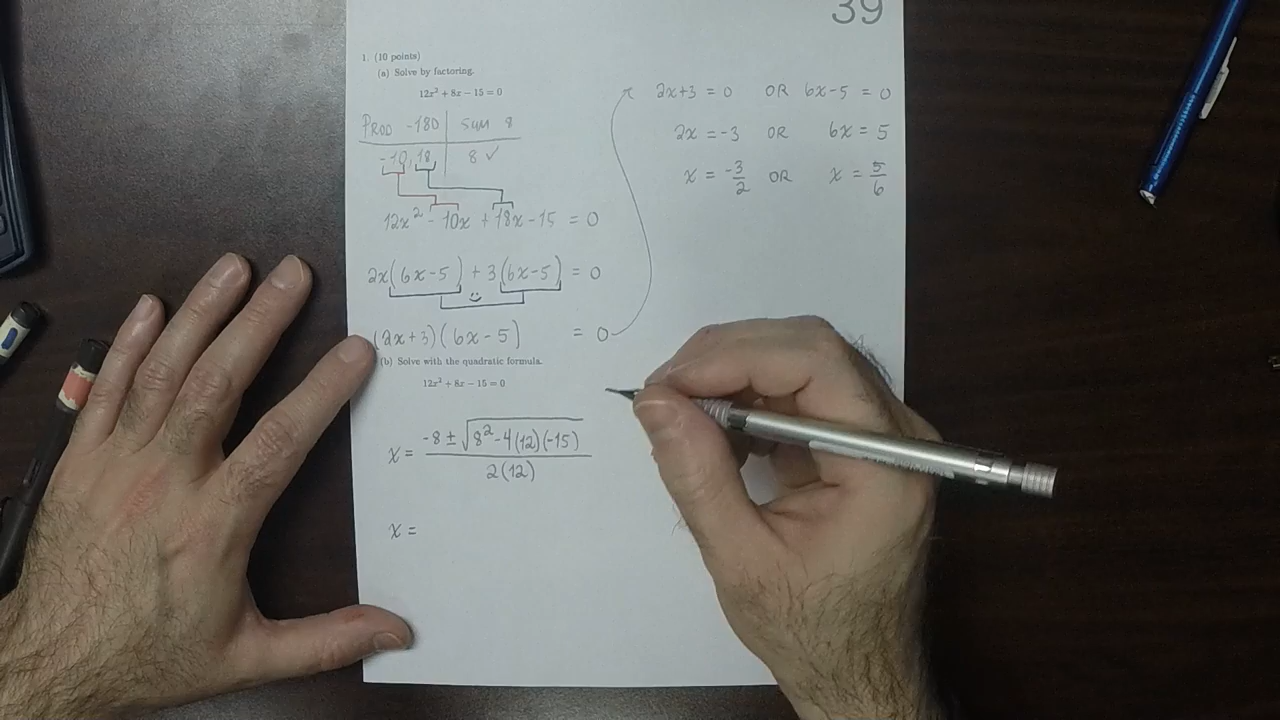 39
1. (10 points)
(a) Solve by factoring.
12x² + 8x − 15 = 0
PROD -180 | SUM 8
-10, 18 | 8 ✓
12x² - 10x + 18x - 15 = 0
2x(6x-5) + 3(6x-5) = 0
(2x+3)(6x-5) = 0
2x+3 = 0 OR 6x-5 = 0
2x = -3 OR 6x = 5
x = -3/2 OR x = 5/6
(b) Solve with the quadratic formula.
12x² + 8x − 15 = 0
x = (-8 ± √(8²-4(12)(-15))) / 2(12)
x =